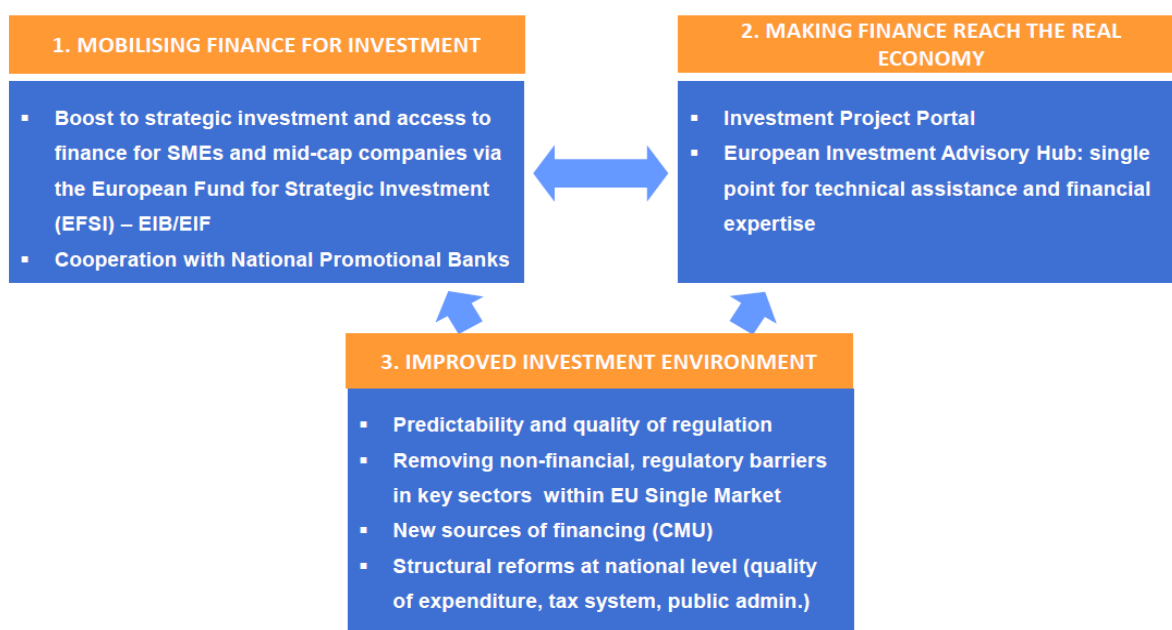 1. MOBILISING FINANCE FOR INVESTMENT
▪ Boost to strategic investment and access to
finance for SMEs and mid-cap companies via
the European Fund for Strategic Investment
(EFSI) – EIB/EIF
▪ Cooperation with National Promotional Banks
2. MAKING FINANCE REACH THE REAL
ECONOMY
▪ Investment Project Portal
▪ European Investment Advisory Hub: single
point for technical assistance and financial
expertise
3. IMPROVED INVESTMENT ENVIRONMENT
▪ Predictability and quality of regulation
▪ Removing non-financial, regulatory barriers
in key sectors within EU Single Market
▪ New sources of financing (CMU)
▪ Structural reforms at national level (quality
of expenditure, tax system, public admin.)